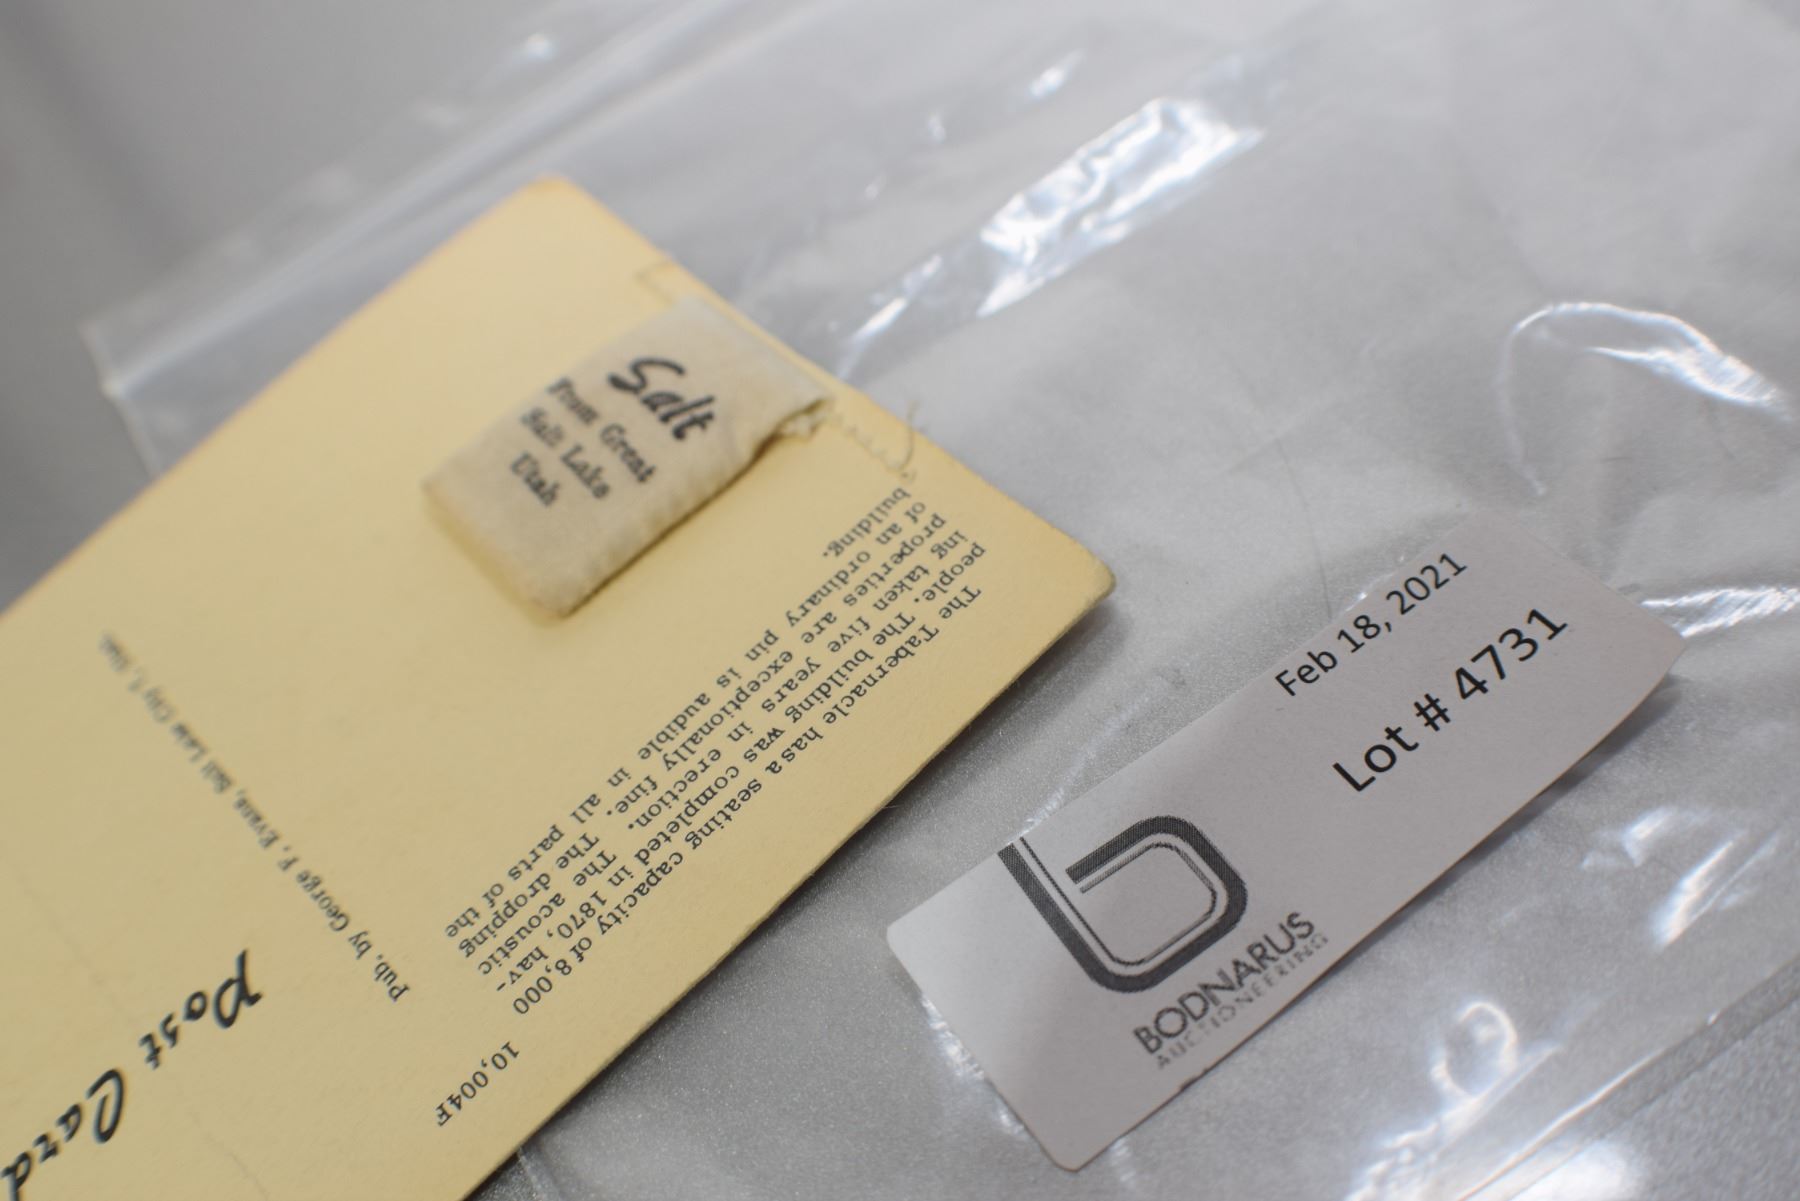 Salt
From Great
Salt Lake
Utah
The Tabernacle has a seating capacity of 8,000
people. The building was completed in 1870, hav-
ing taken five years in erection. The acoustic
properties are exceptionally fine. The dropping
of an ordinary pin is audible in all parts of the
building.
10,004F
Pub. by George F. Evans, Salt Lake City 7,
Post Card
Feb 18, 2021
Lot # 4731
BODNARUS
AUCTIONEERING